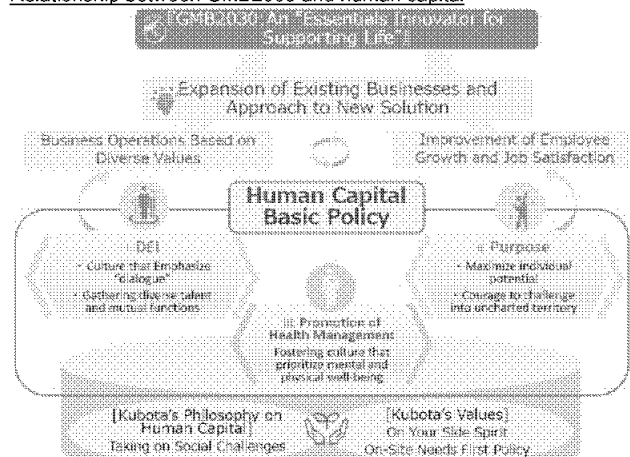 Relationship between GMB2030 and human capital
"GMB2030" An "Essentials Innovator for
Supporting Life"
Expansion of Existing Businesses and
Approach to New Solution
Business Operations Based on
Diverse Values
Improvement of Employee
Growth and Job Satisfaction
Human Capital
Basic Policy
i DEI
・Culture that Emphasize
"dialogue"
・Gathering diverse talent
and mutual functions
ii Purpose
・Maximize individual
potential
・Courage to challenge
into uncharted territory
iii Promotion of
Health Management
Fostering culture that
prioritize mental and
physical well-being
[Kubota's Philosophy on
Human Capital]
Taking on Social Challenges
[Kubota's Values]
On Your Side Spirit
On-Site Needs First Policy